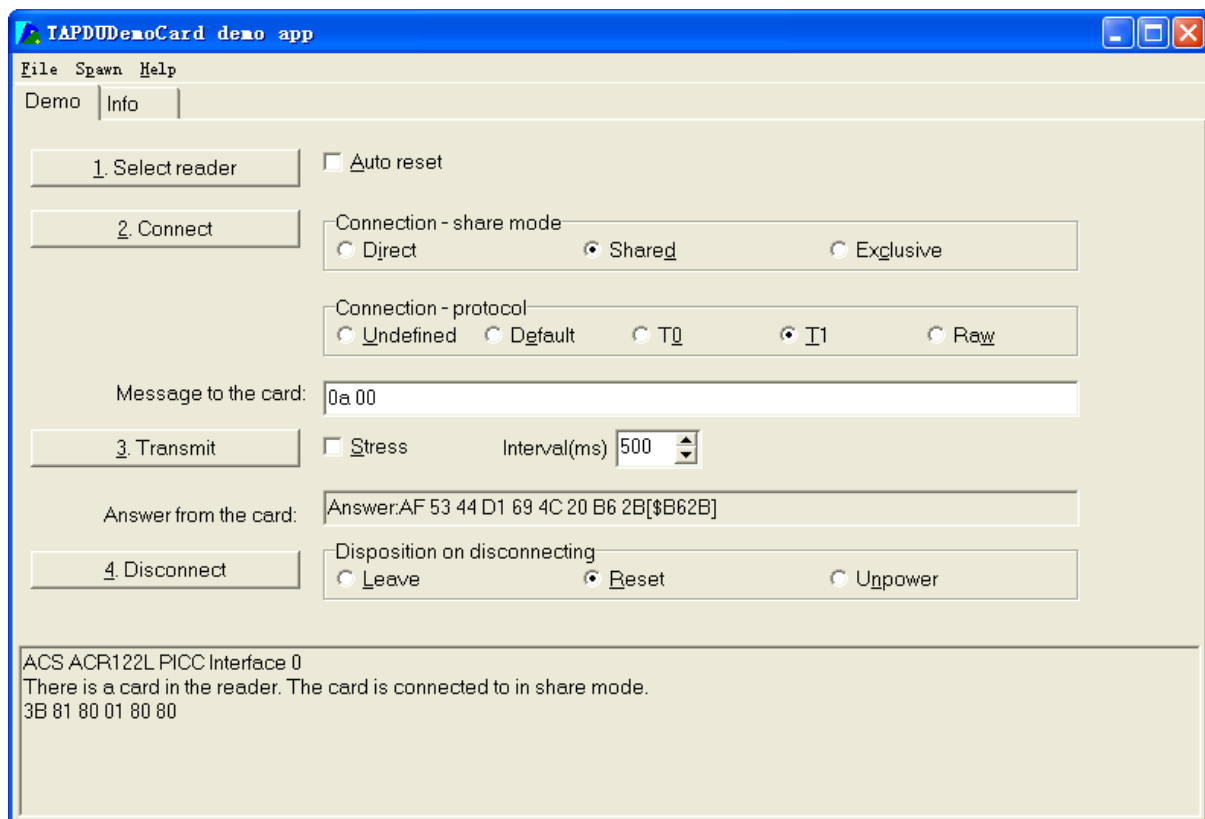 TAPDUDemoCard demo app
File Spawn Help
Demo Info
1. Select reader Auto reset
2. Connect Connection - share mode
Direct Shared Exclusive
Connection - protocol
Undefined Default T0 T1 Raw
Message to the card: 0a 00
3. Transmit Stress Interval(ms) 500
Answer from the card: Answer:AF 53 44 D1 69 4C 20 B6 2B[$B62B]
4. Disconnect Disposition on disconnecting
Leave Reset Unpower
ACS ACR122L PICC Interface 0
There is a card in the reader. The card is connected to in share mode.
3B 81 80 01 80 80